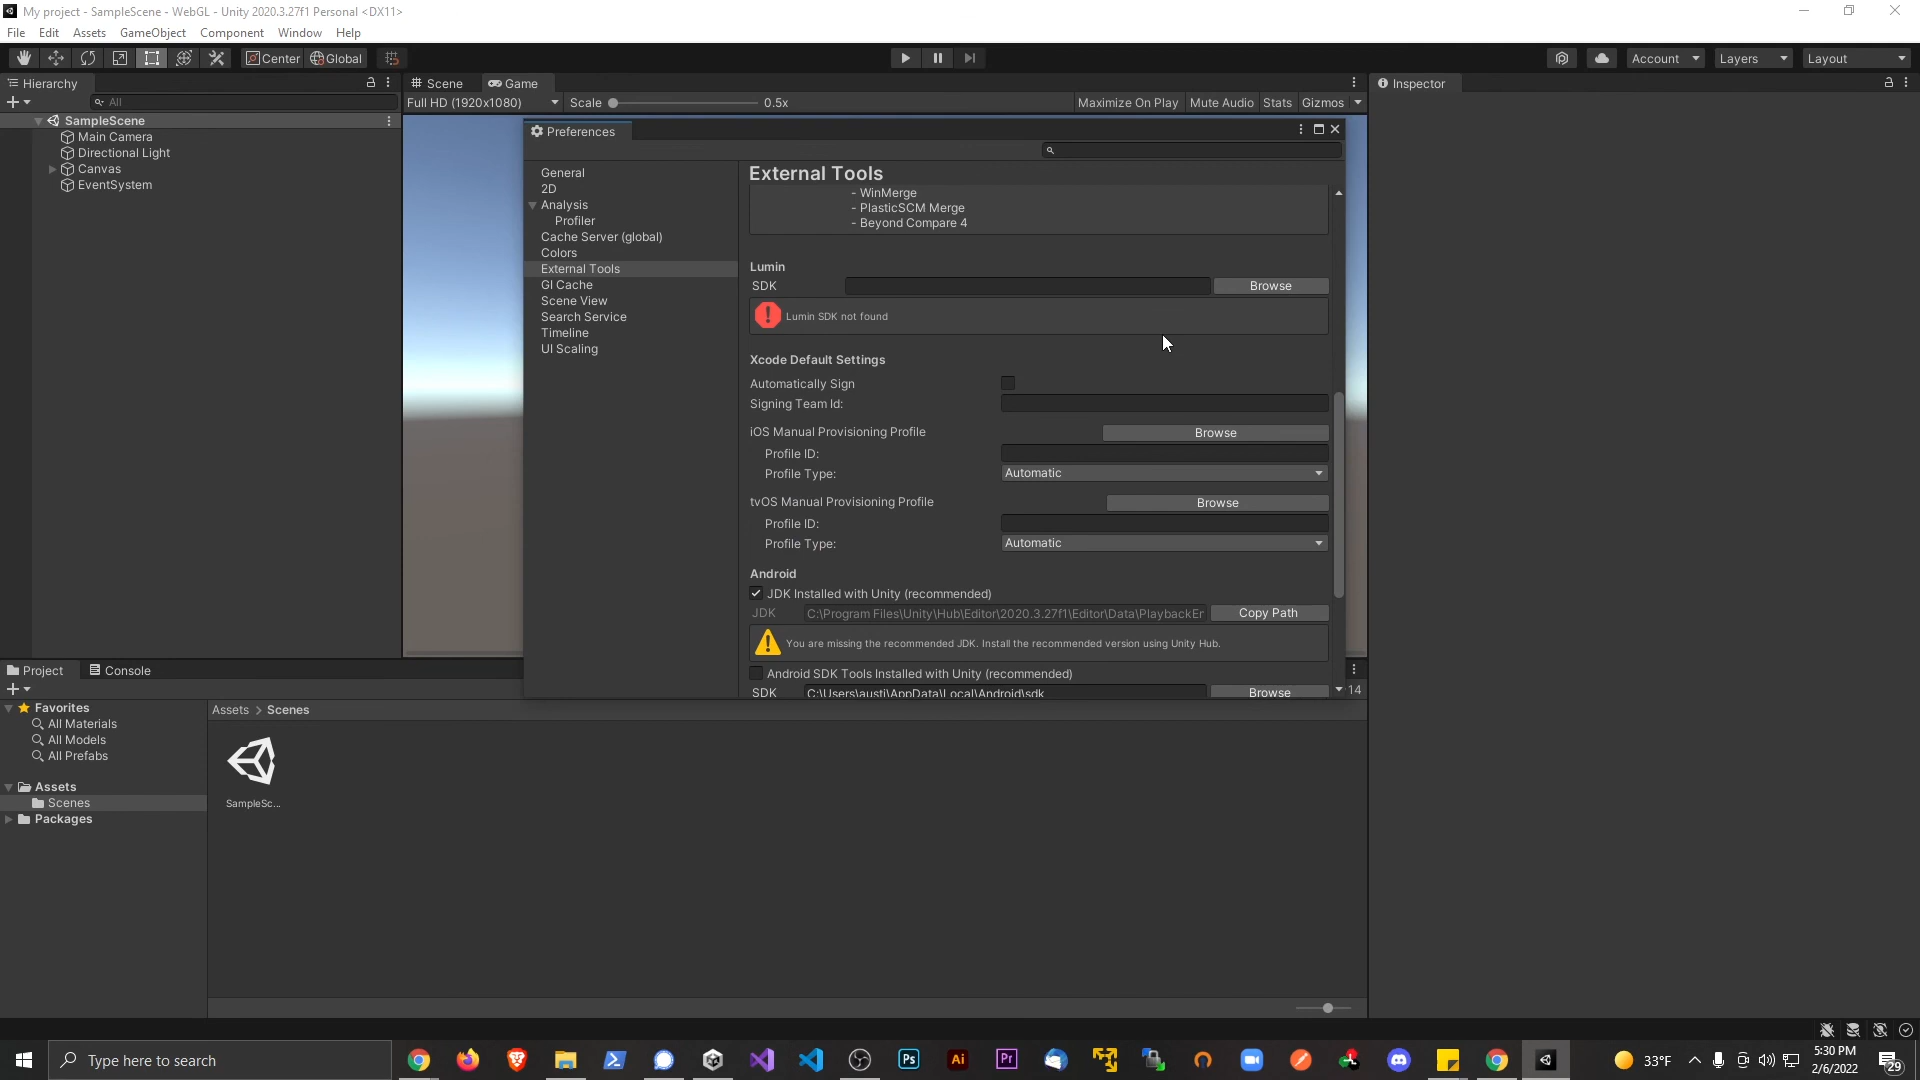 My project - SampleScene - WebGL - Unity 2020.3.27f1 Personal <DX11>
File Edit Assets GameObject Component Window Help
Center Global Account Layers Layout
Hierarchy
All
SampleScene
Main Camera
Directional Light
Canvas
EventSystem
Scene Game
Full HD (1920x1080) Scale 0.5x Maximize On Play Mute Audio Stats Gizmos
Inspector
Preferences
General
2D
Analysis
Profiler
Cache Server (global)
Colors
External Tools
GI Cache
Scene View
Search Service
Timeline
UI Scaling
External Tools
- WinMerge
- PlasticSCM Merge
- Beyond Compare 4
Lumin
SDK Browse
Lumin SDK not found
Xcode Default Settings
Automatically Sign
Signing Team Id:
iOS Manual Provisioning Profile Browse
Profile ID:
Profile Type: Automatic
tvOS Manual Provisioning Profile Browse
Profile ID:
Profile Type: Automatic
Android
JDK Installed with Unity (recommended)
JDK C:\Program Files\Unity\Hub\Editor\2020.3.27f1\Editor\Data\PlaybackEr Copy Path
You are missing the recommended JDK. Install the recommended version using Unity Hub.
Android SDK Tools Installed with Unity (recommended)
SDK C:\Users\austi\AppData\Local\Android\sdk Browse
Project Console
14
Favorites
All Materials
All Models
All Prefabs
Assets
Scenes
Packages
Assets > Scenes
SampleSc...
Type here to search
Ps Ai Pr
33°F
5:30 PM
2/6/2022
29